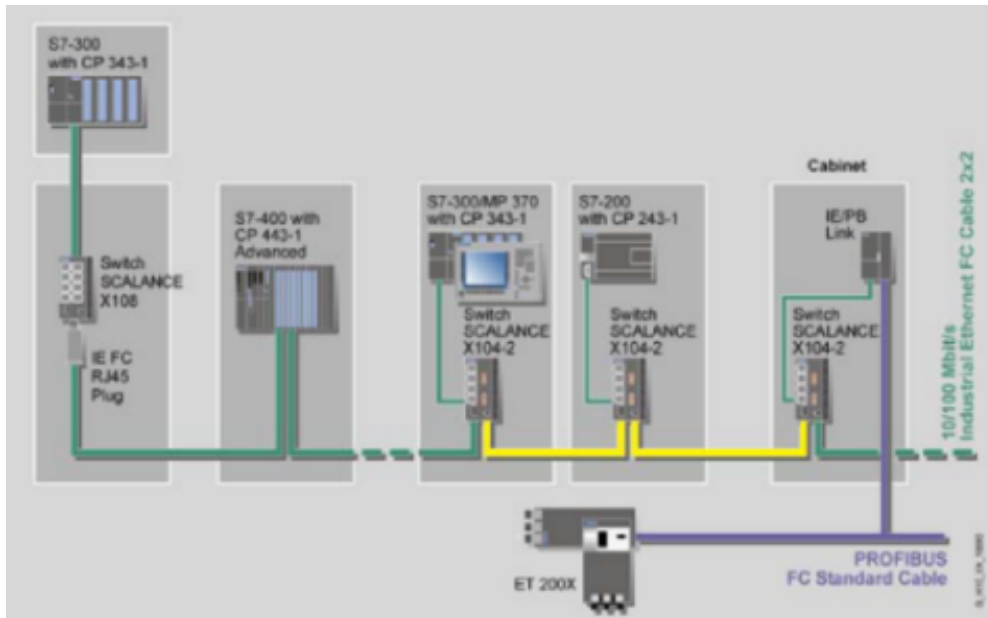 S7-300
with CP 343-1
Switch
SCALANCE
X108
IE FC
RJ45
Plug
S7-400 with
CP 443-1
Advanced
S7-300/MP 370
with CP 343-1
Switch
SCALANCE
X104-2
S7-200
with CP 243-1
Switch
SCALANCE
X104-2
Cabinet
IE/PB
Link
Switch
SCALANCE
X104-2
10/100 Mbit/s
Industrial Ethernet FC Cable 2x2
ET 200X
PROFIBUS
FC Standard Cable